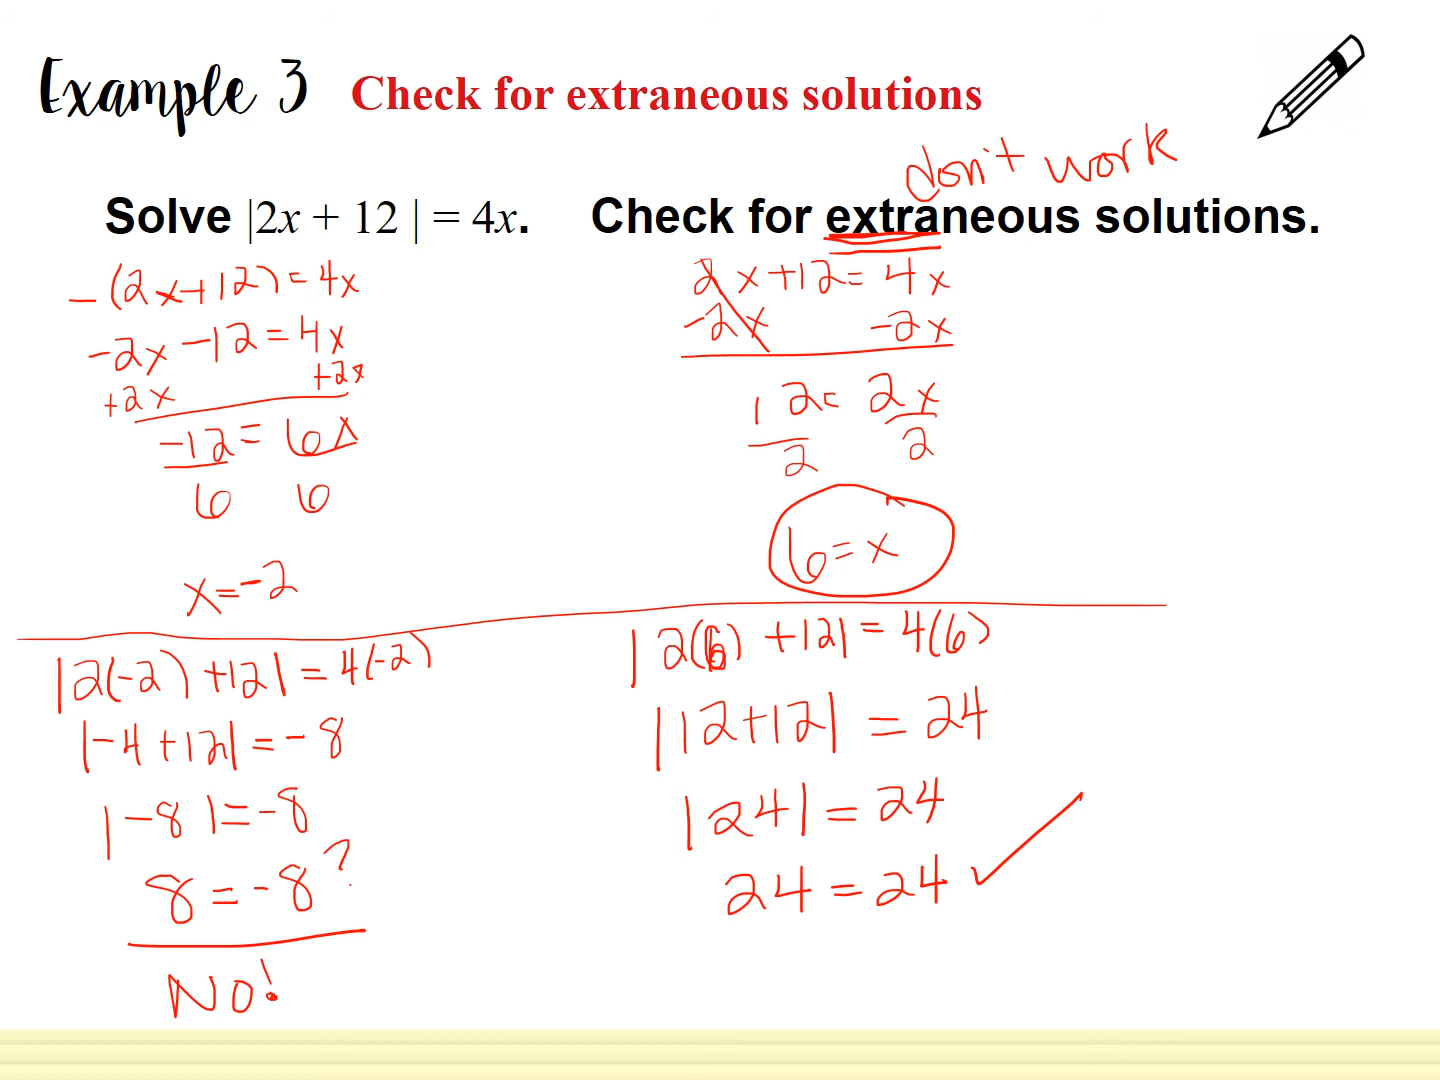 Example 3 Check for extraneous solutions
don't work
Solve |2x + 12 | = 4x. Check for extraneous solutions.
-(2x+12)=4x
-2x -12=4x
+2x +2x
-12 = 6x
6 6
x=-2
|2(-2) +12| = 4(-2)
|-4 +12| = -8
|-8 |= -8
8 = -8 ?
NO!
2x+12= 4x
-2x -2x
12= 2x
2 2
6=x
|2(6) +12| = 4(6)
|12+12| = 24
|24| = 24
24 = 24 ✓